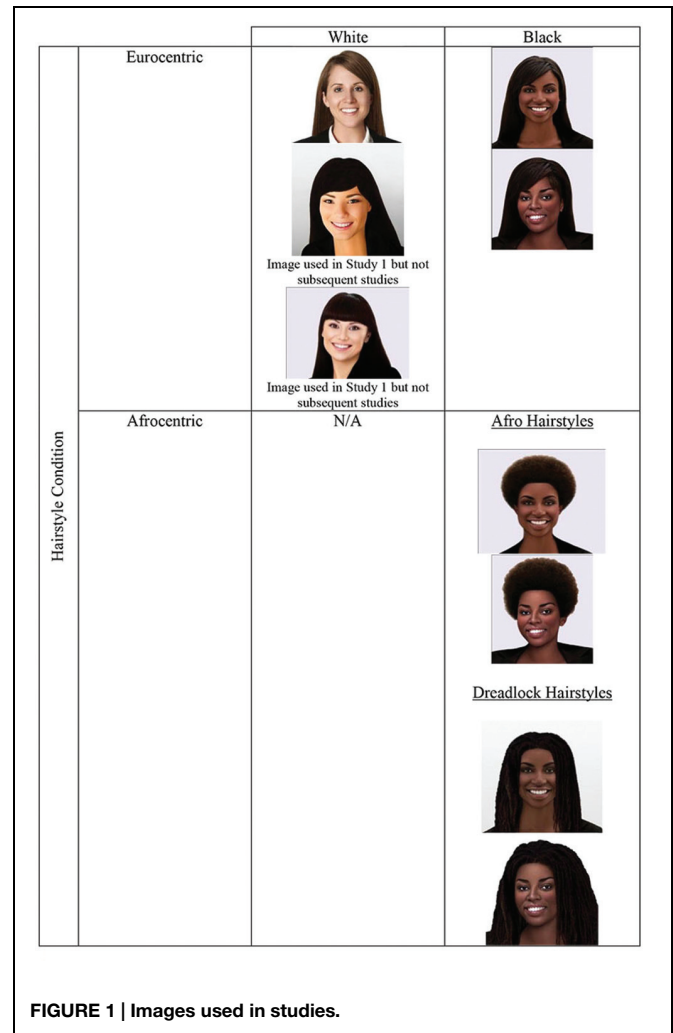 White Black
Eurocentric
Image used in Study 1 but not
subsequent studies
Image used in Study 1 but not
subsequent studies
Hairstyle Condition
Afrocentric N/A Afro Hairstyles
Dreadlock Hairstyles
FIGURE 1 | Images used in studies.